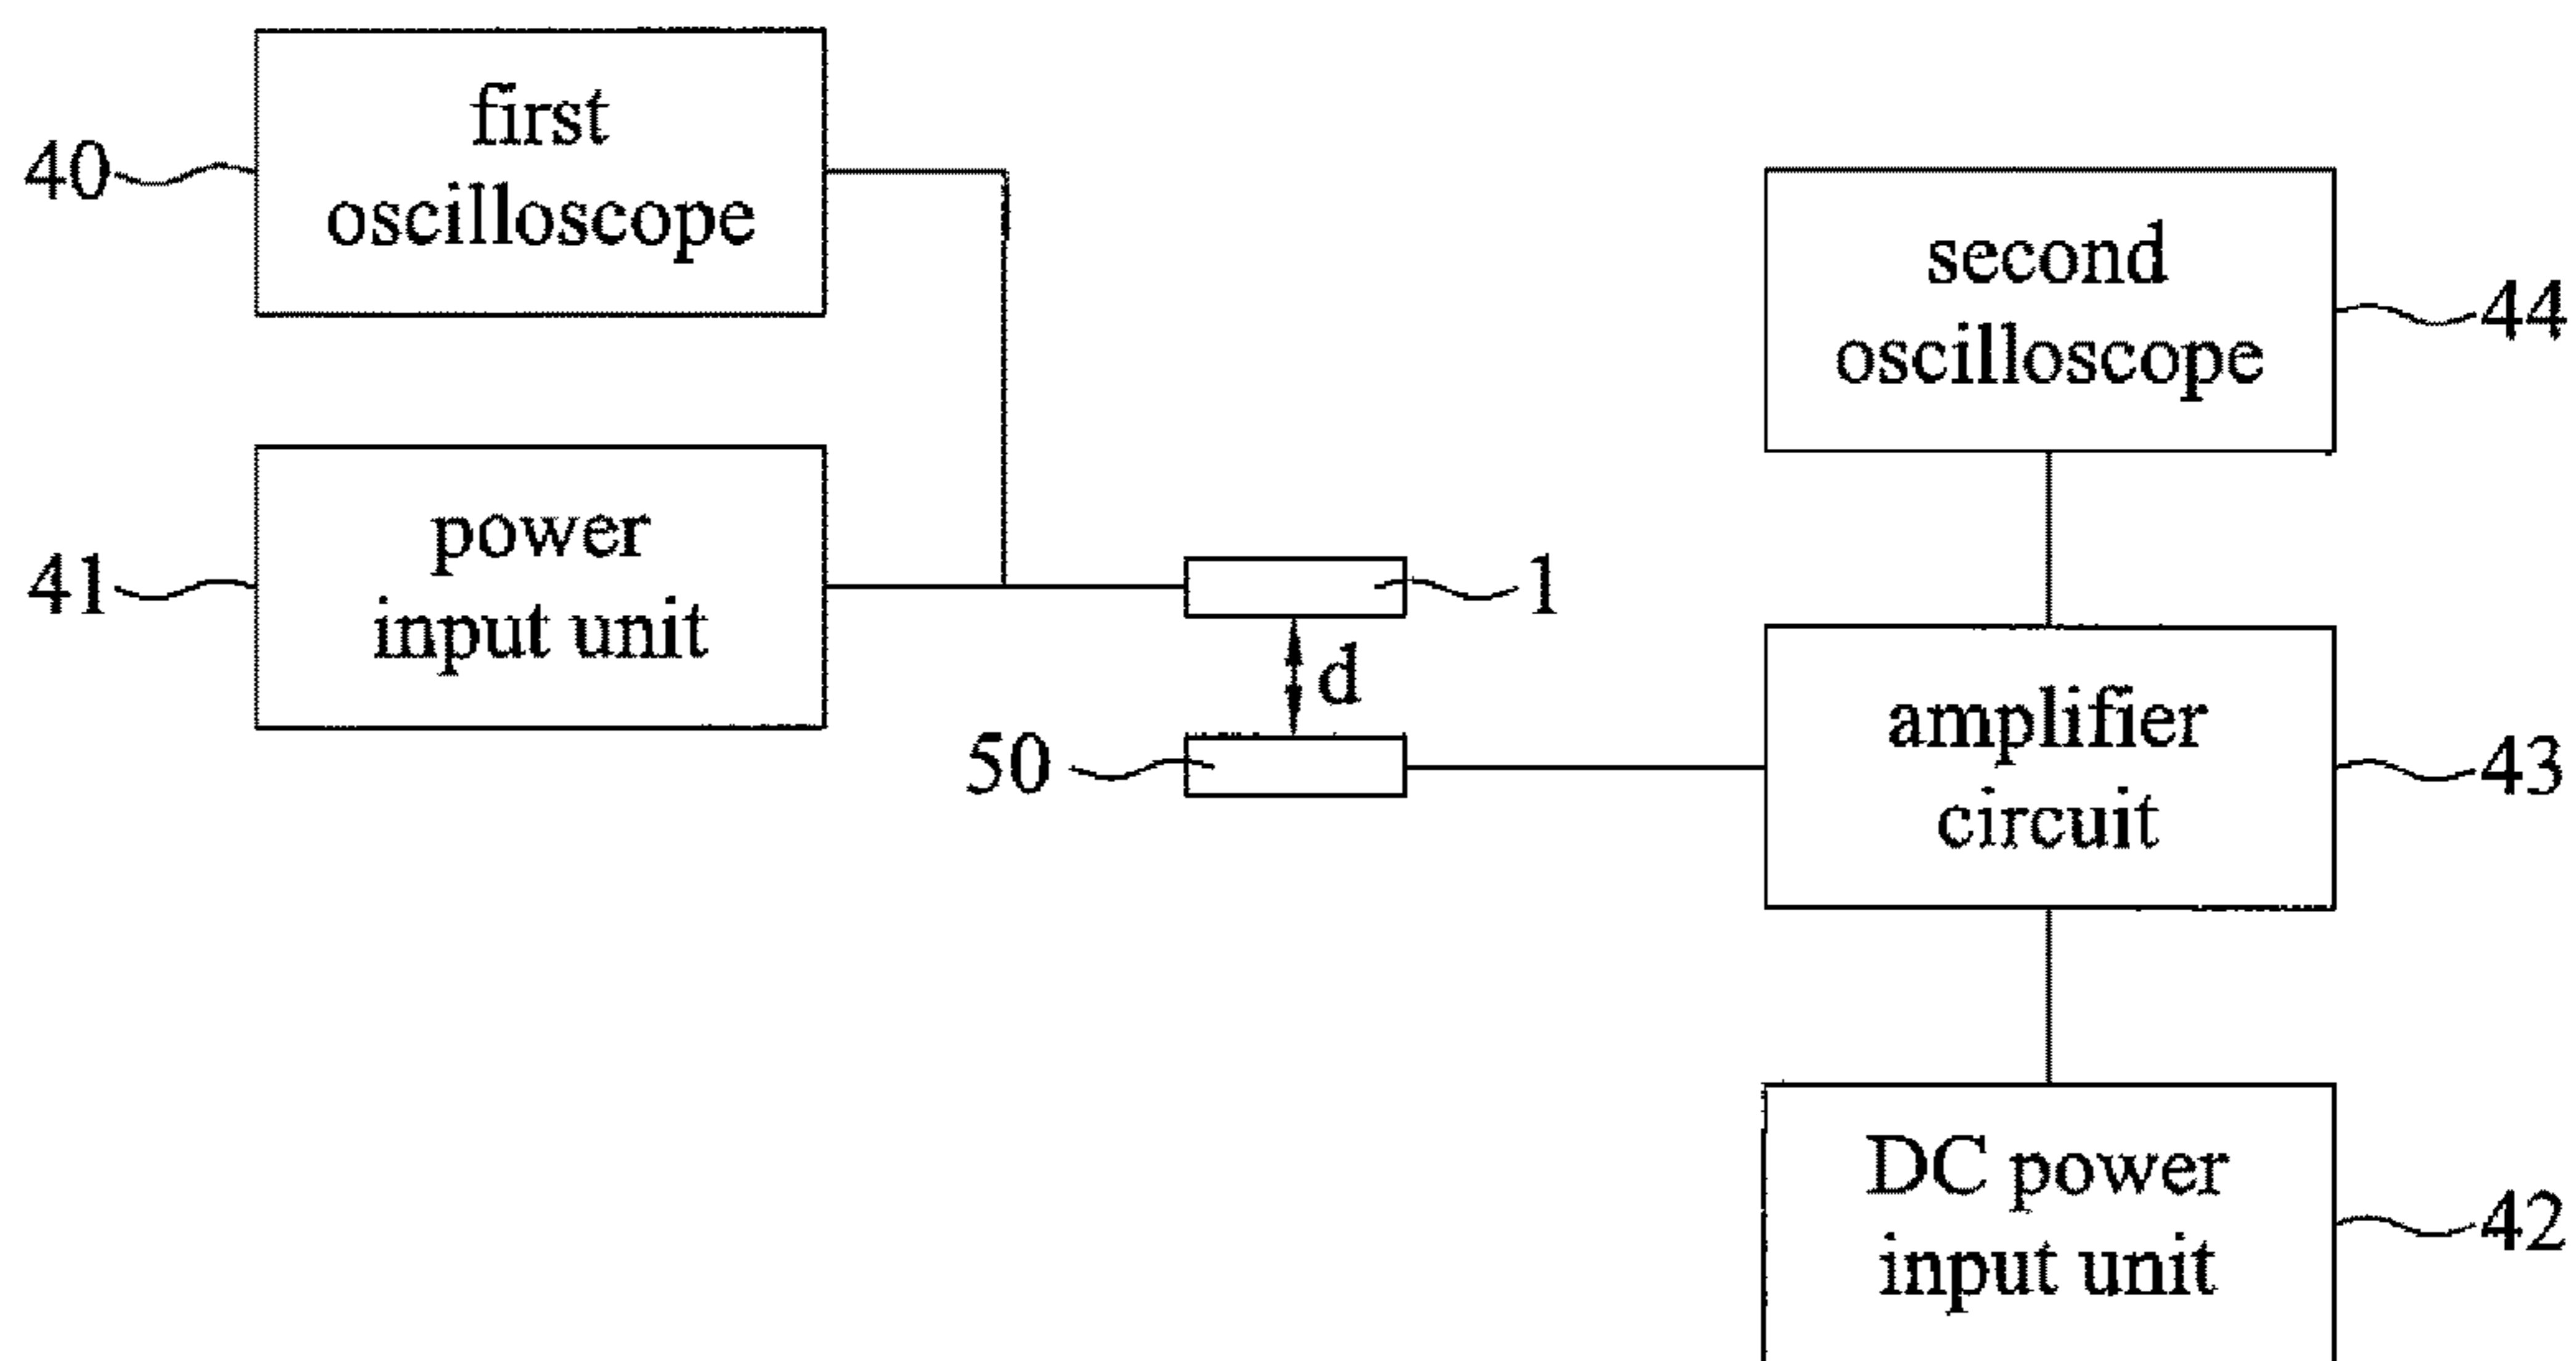 40
first
oscilloscope
second
oscilloscope
44
41
power
input unit
1
d
50
amplifier
circuit
43
DC power
input unit
42